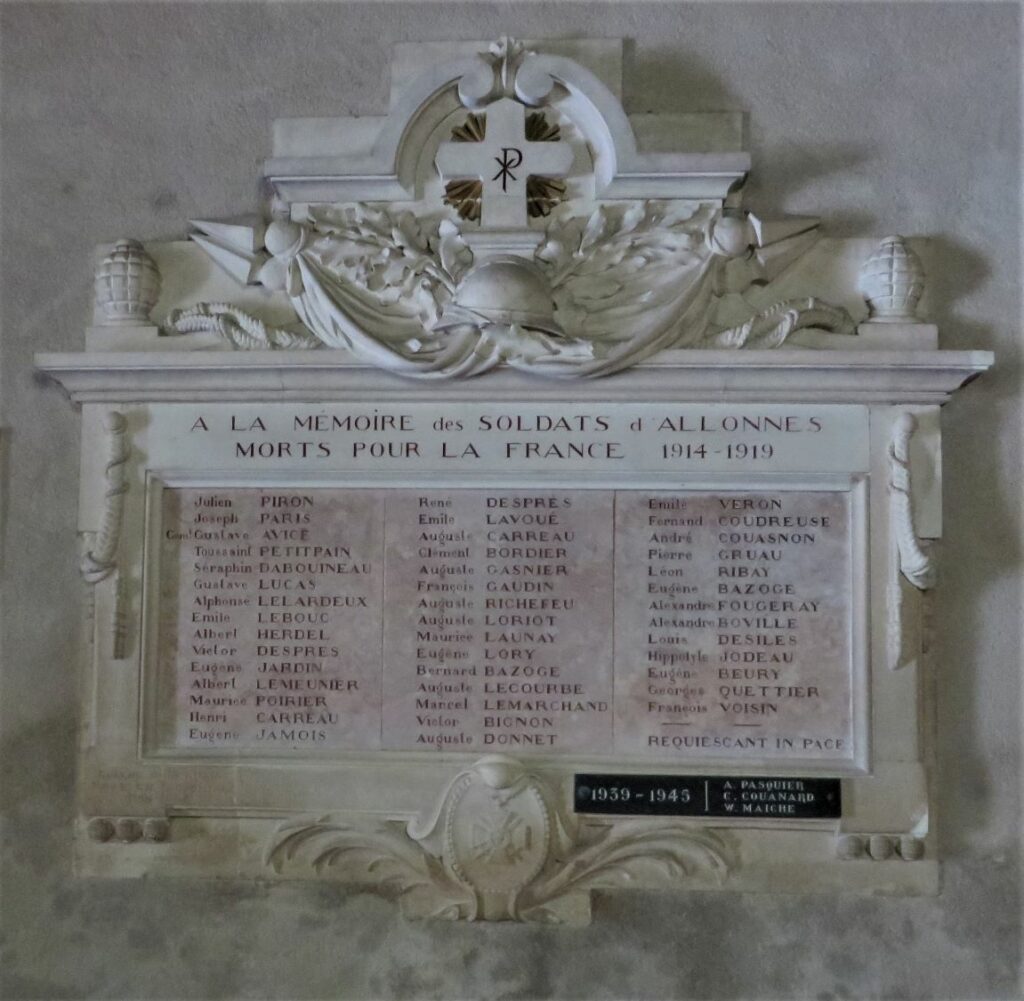 A LA MÉMOIRE des SOLDATS d'ALLONNES
MORTS POUR LA FRANCE 1914-1919
Julien PIRON
Joseph PARIS
Gustave AVICE
Toussaint PETITPAIN
Séraphin DABOUINEAU
Gustave LUCAS
Alphonse LELARDEUX
Emile LEBOUC
Albert HERDEL
Victor DESPRES
Eugène JARDIN
Albert LEMEUNIER
Maurice POIRIER
Henri CARREAU
Eugène JAMOIS
René DESPRÉS
Emile LAVOUÉ
Auguste CARREAU
Clément BORDIER
Auguste GASNIER
François GAUDIN
Auguste RICHEFEU
Auguste LORIOT
Maurice LAUNAY
Eugène LORY
Bernard BAZOGE
Auguste LECOURBE
Marcel LEMARCHAND
Victor BIGNON
Auguste DONNET
Emile VERON
Fernand COUDREUSE
André COUASNON
Pierre GRUAU
Léon RIBAY
Eugène BAZOGE
Alexandre FOUGERAY
Alexandre BOVILLE
Louis DESILES
Hippolyte JODEAU
Eugène BEURY
Georges QUETTIER
François VOISIN
REQUIESCANT IN PACE
1939-1945
A. PASQUIER
C. COUANARD
W. MAICHE